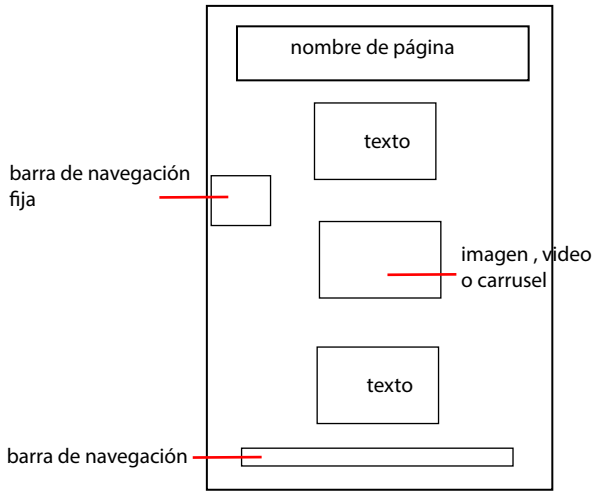 nombre de página
texto
barra de navegación
fija
imagen , video
o carrusel
texto
barra de navegación